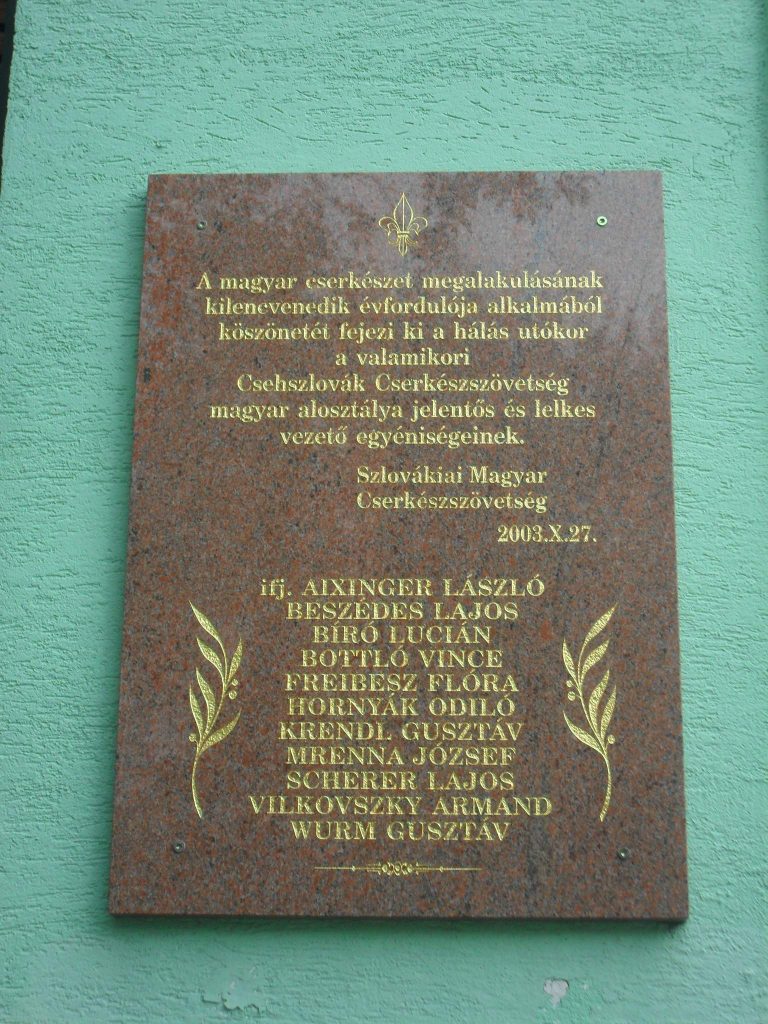 A magyar cserkészet megalakulásának
kilenevenedik évfordulója alkalmából
köszönetét fejezi ki a hálás utókor
a valamikori
Csehszlovák Cserkészszövetség
magyar alosztálya jelentős és lelkes
vezető egyéniségeinek.
Szlovákiai Magyar
Cserkészszövetség
2003.X.27.
ifj. AIXINGER LÁSZLÓ
BESZÉDES LAJOS
BÍRÓ LUCIÁN
BOTTLÓ VINCE
FREIBESZ FLÓRA
HORNYÁK ODILÓ
KRENDL GUSZTÁV
MRENNA JÓZSEF
SCHERER LAJOS
VILKOVSZKY ARMAND
WURM GUSZTÁV